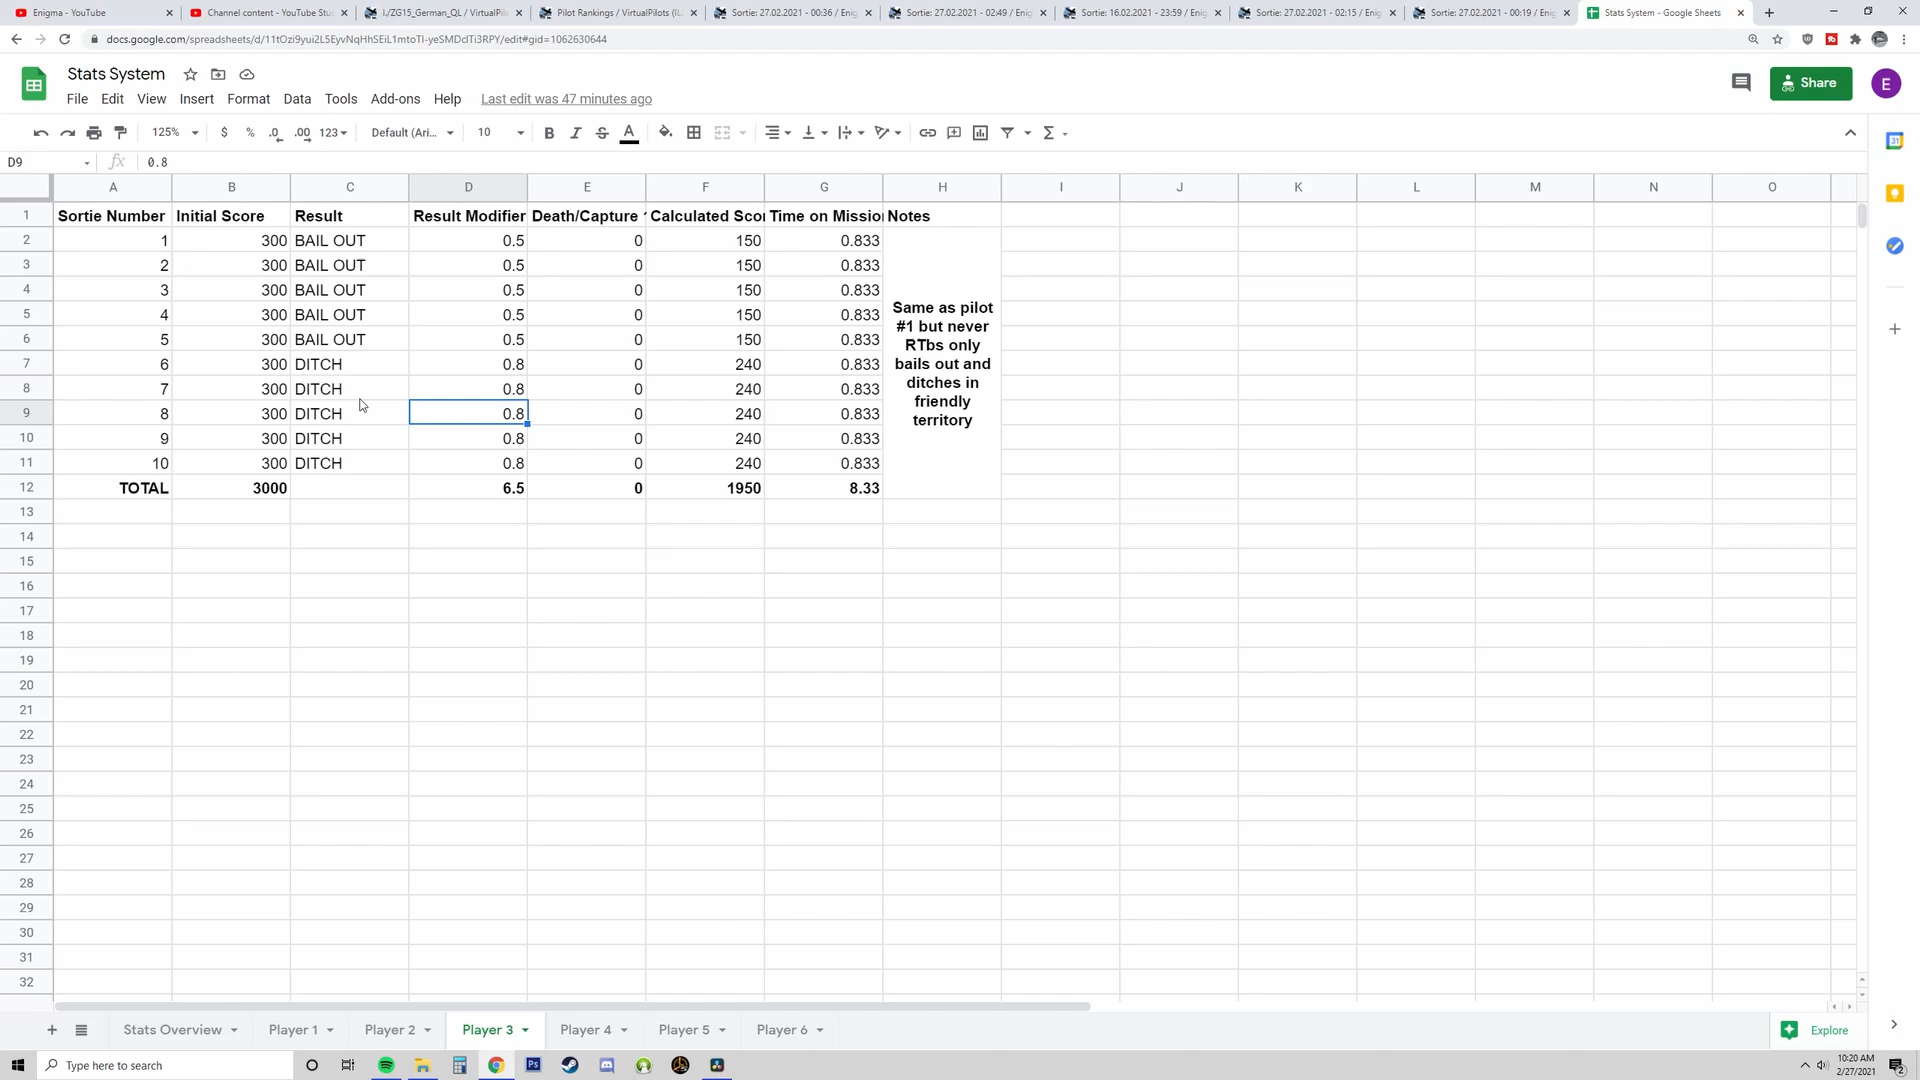 Enigma - YouTube
Channel content - YouTube Stu
I./ZG15_German_QL / VirtualPilo
Pilot Rankings / VirtualPilots (IL
Sortie: 27.02.2021 - 00:36 / Enig
Sortie: 27.02.2021 - 02:49 / Enig
Sortie: 16.02.2021 - 23:59 / Enig
Sortie: 27.02.2021 - 02:15 / Enig
Sortie: 27.02.2021 - 00:19 / Enig
Stats System - Google Sheets
Stats System
File Edit View Insert Format Data Tools Add-ons Help Last edit was 47 minutes ago
Share
E
125% $ % .0 .00 123 Default (Ari... 10 B I S A
D9 fx 0.8
A B C D E F G H I J K L M N O
1 Sortie Number Initial Score Result Result Modifier Death/Capture Calculated Sco Time on Missio Notes
2 1 300 BAIL OUT 0.5 0 150 0.833
3 2 300 BAIL OUT 0.5 0 150 0.833
4 3 300 BAIL OUT 0.5 0 150 0.833
5 4 300 BAIL OUT 0.5 0 150 0.833
6 5 300 BAIL OUT 0.5 0 150 0.833
7 6 300 DITCH 0.8 0 240 0.833
8 7 300 DITCH 0.8 0 240 0.833
9 8 300 DITCH 0.8 0 240 0.833
10 9 300 DITCH 0.8 0 240 0.833
11 10 300 DITCH 0.8 0 240 0.833
12 TOTAL 3000 6.5 0 1950 8.33
Same as pilot
#1 but never
RTbs only
bails out and
ditches in
friendly
territory
13
14
15
16
17
18
19
20
21
22
23
24
25
26
27
28
29
30
31
32
Stats Overview Player 1 Player 2 Player 3 Player 4 Player 5 Player 6
Explore
Type here to search
Ps
10:20 AM
2/27/2021
2
31